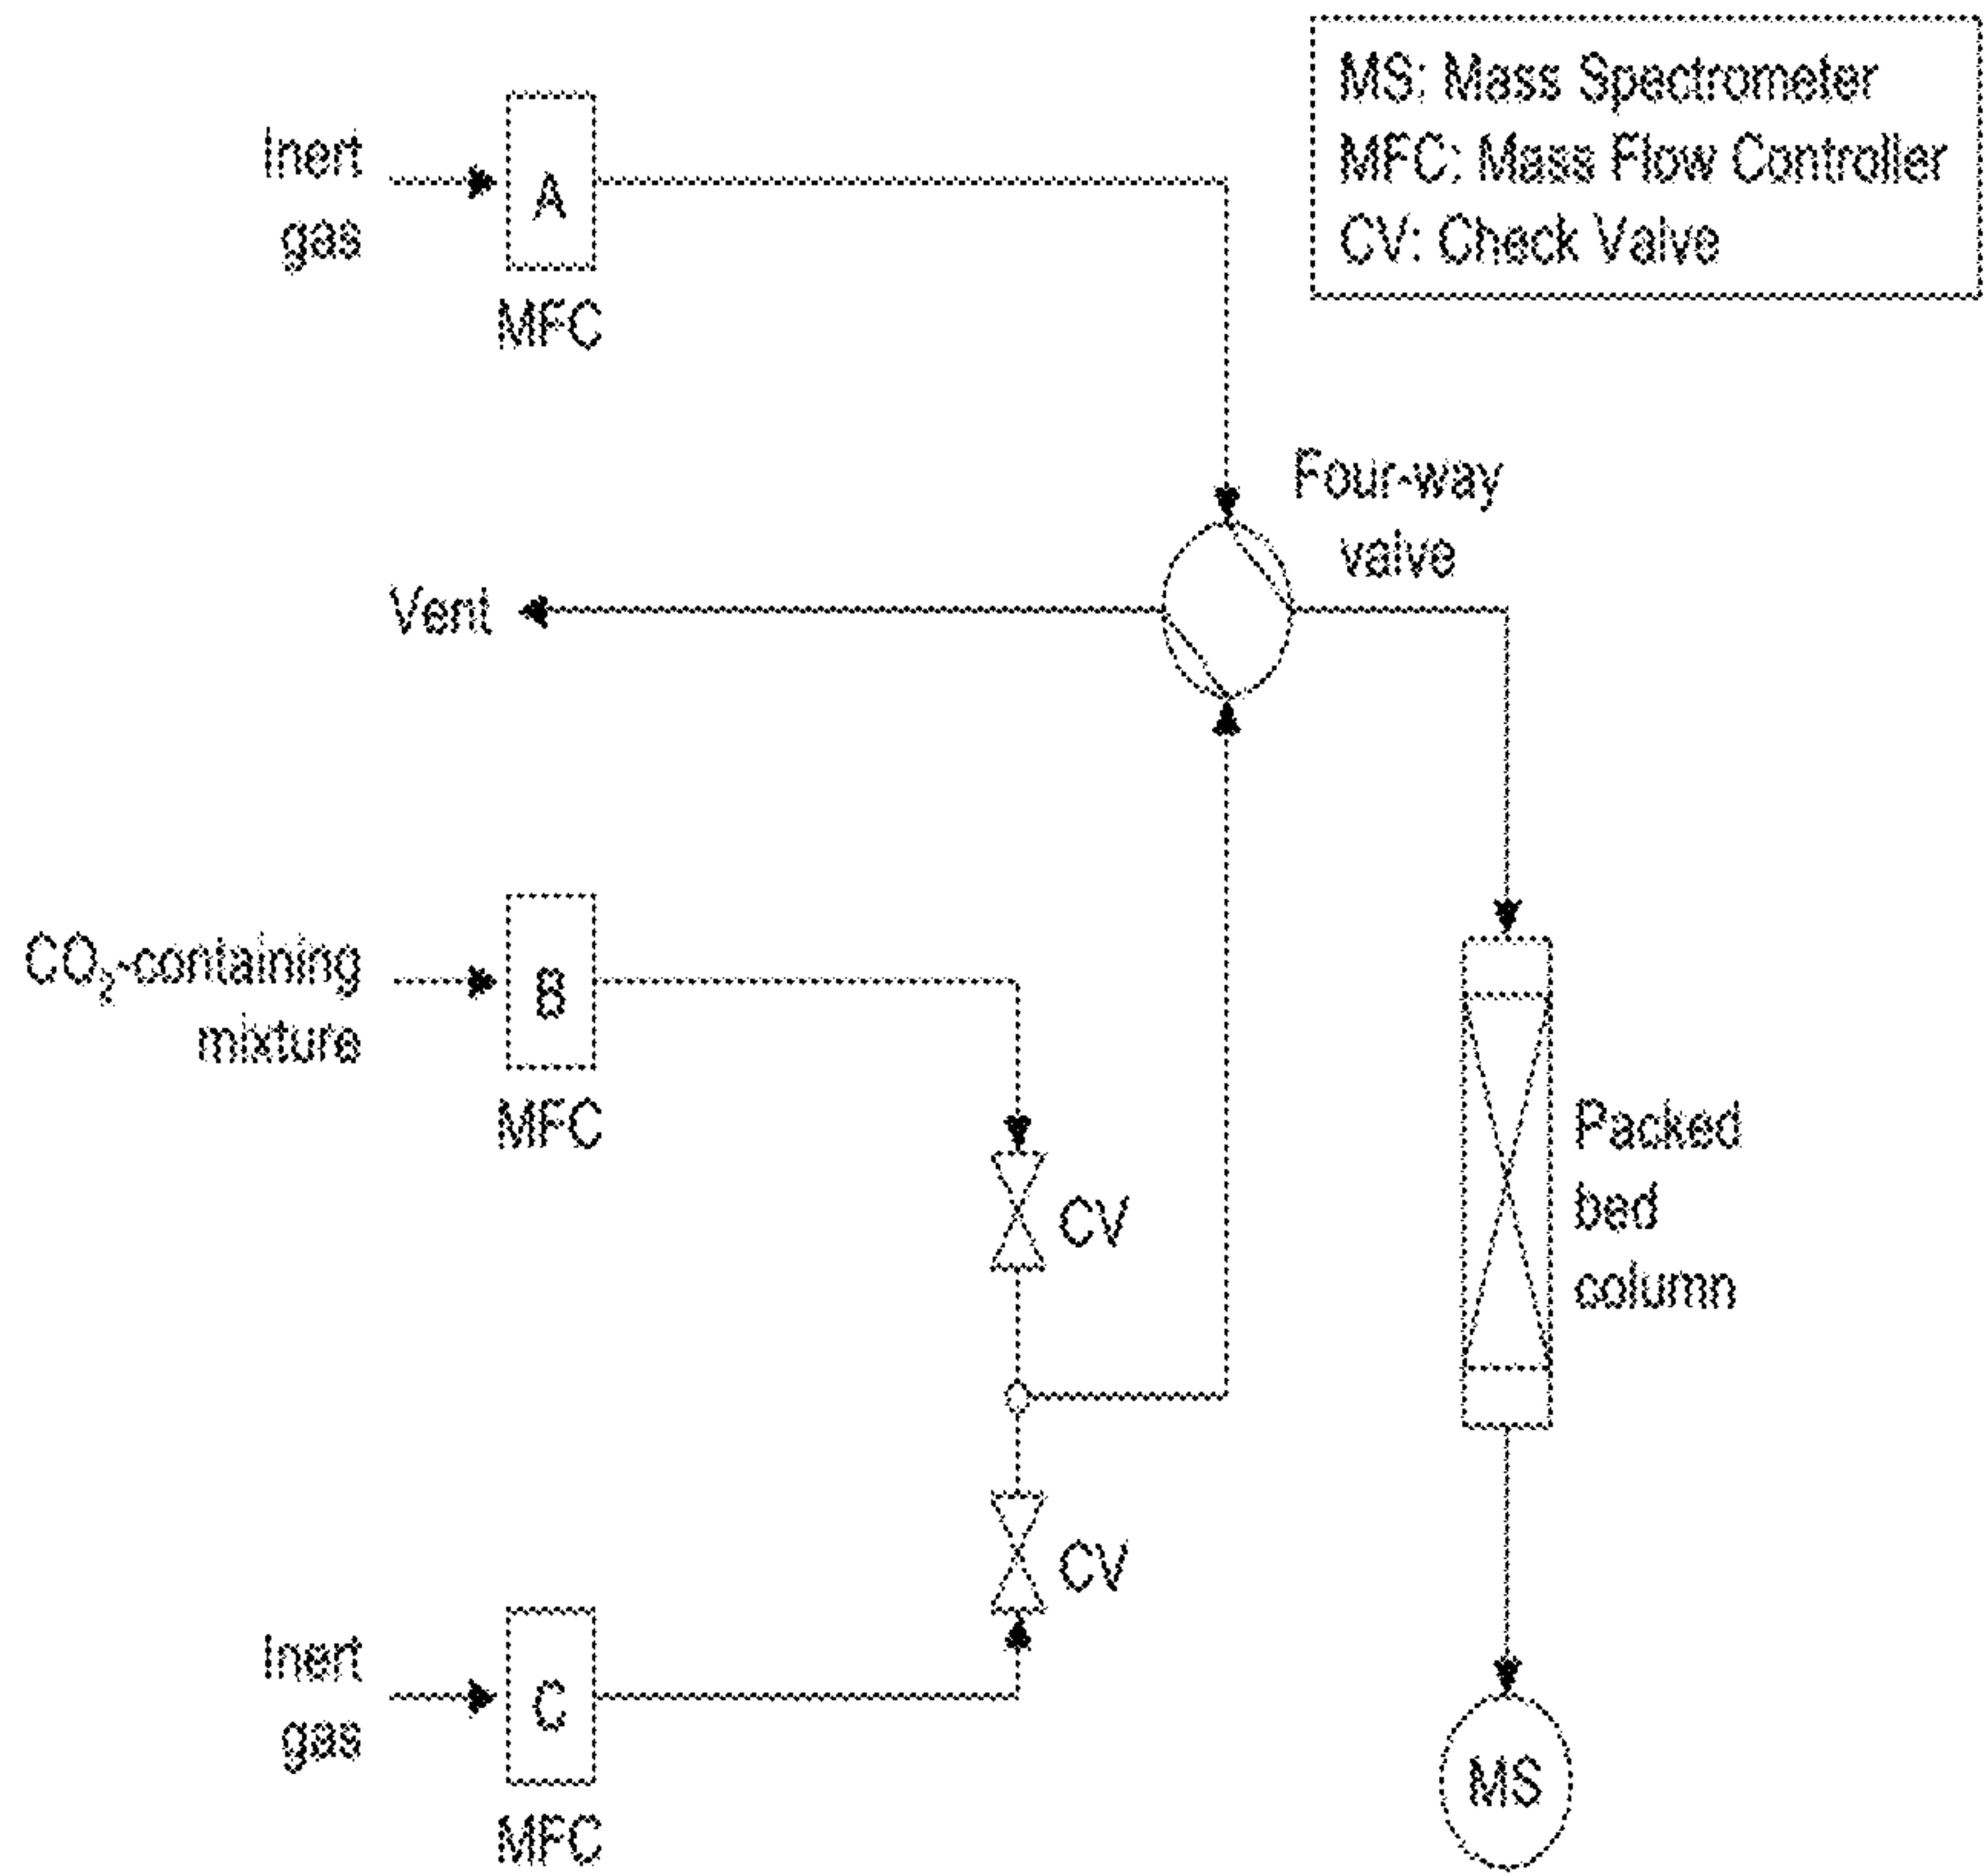 MS: Mass Spectrometer
MFC: Mass Flow Controller
CV: Check Valve
Inert
gas
A
MFC
Four-way
valve
Vent
CO₂-containing
mixture
B
MFC
CV
Packed
bed
column
CV
Inert
gas
C
MFC
MS